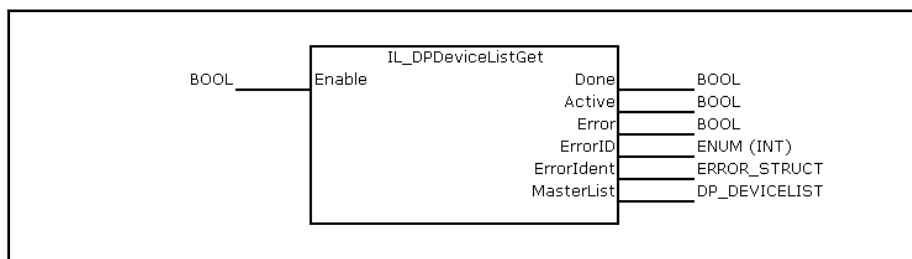 IL_DPDeviceListGet
BOOL Enable Done BOOL
Active BOOL
Error BOOL
ErrorID ENUM (INT)
ErrorIdent ERROR_STRUCT
MasterList DP_DEVICELIST